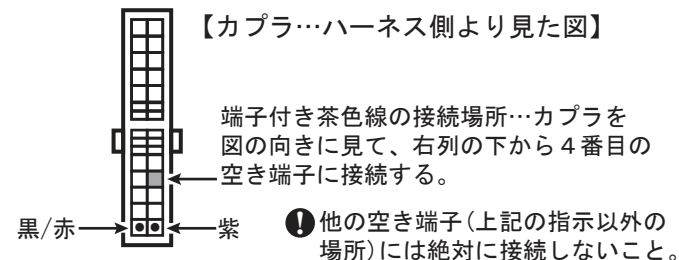 【カプラ…ハーネス側より見た図】
端子付き茶色線の接続場所…カプラを
図の向きに見て、右列の下から４番目の
空き端子に接続する。
黒/赤
紫
他の空き端子(上記の指示以外の
場所)には絶対に接続しないこと。